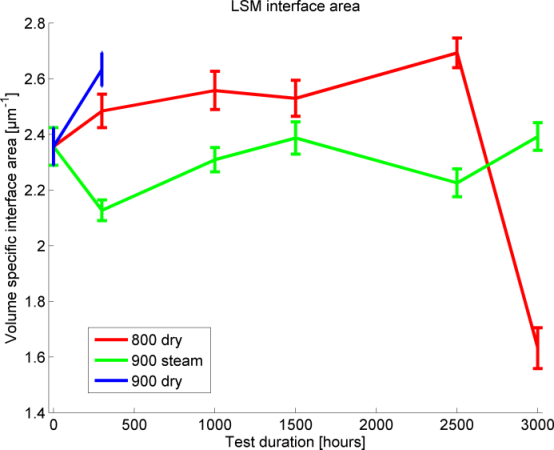 LSM interface area
Volume specific interface area [µm⁻¹]
2.8
2.6
2.4
2.2
2
1.8
1.6
1.4
800 dry
900 steam
900 dry
0 500 1000 1500 2000 2500 3000
Test duration [hours]